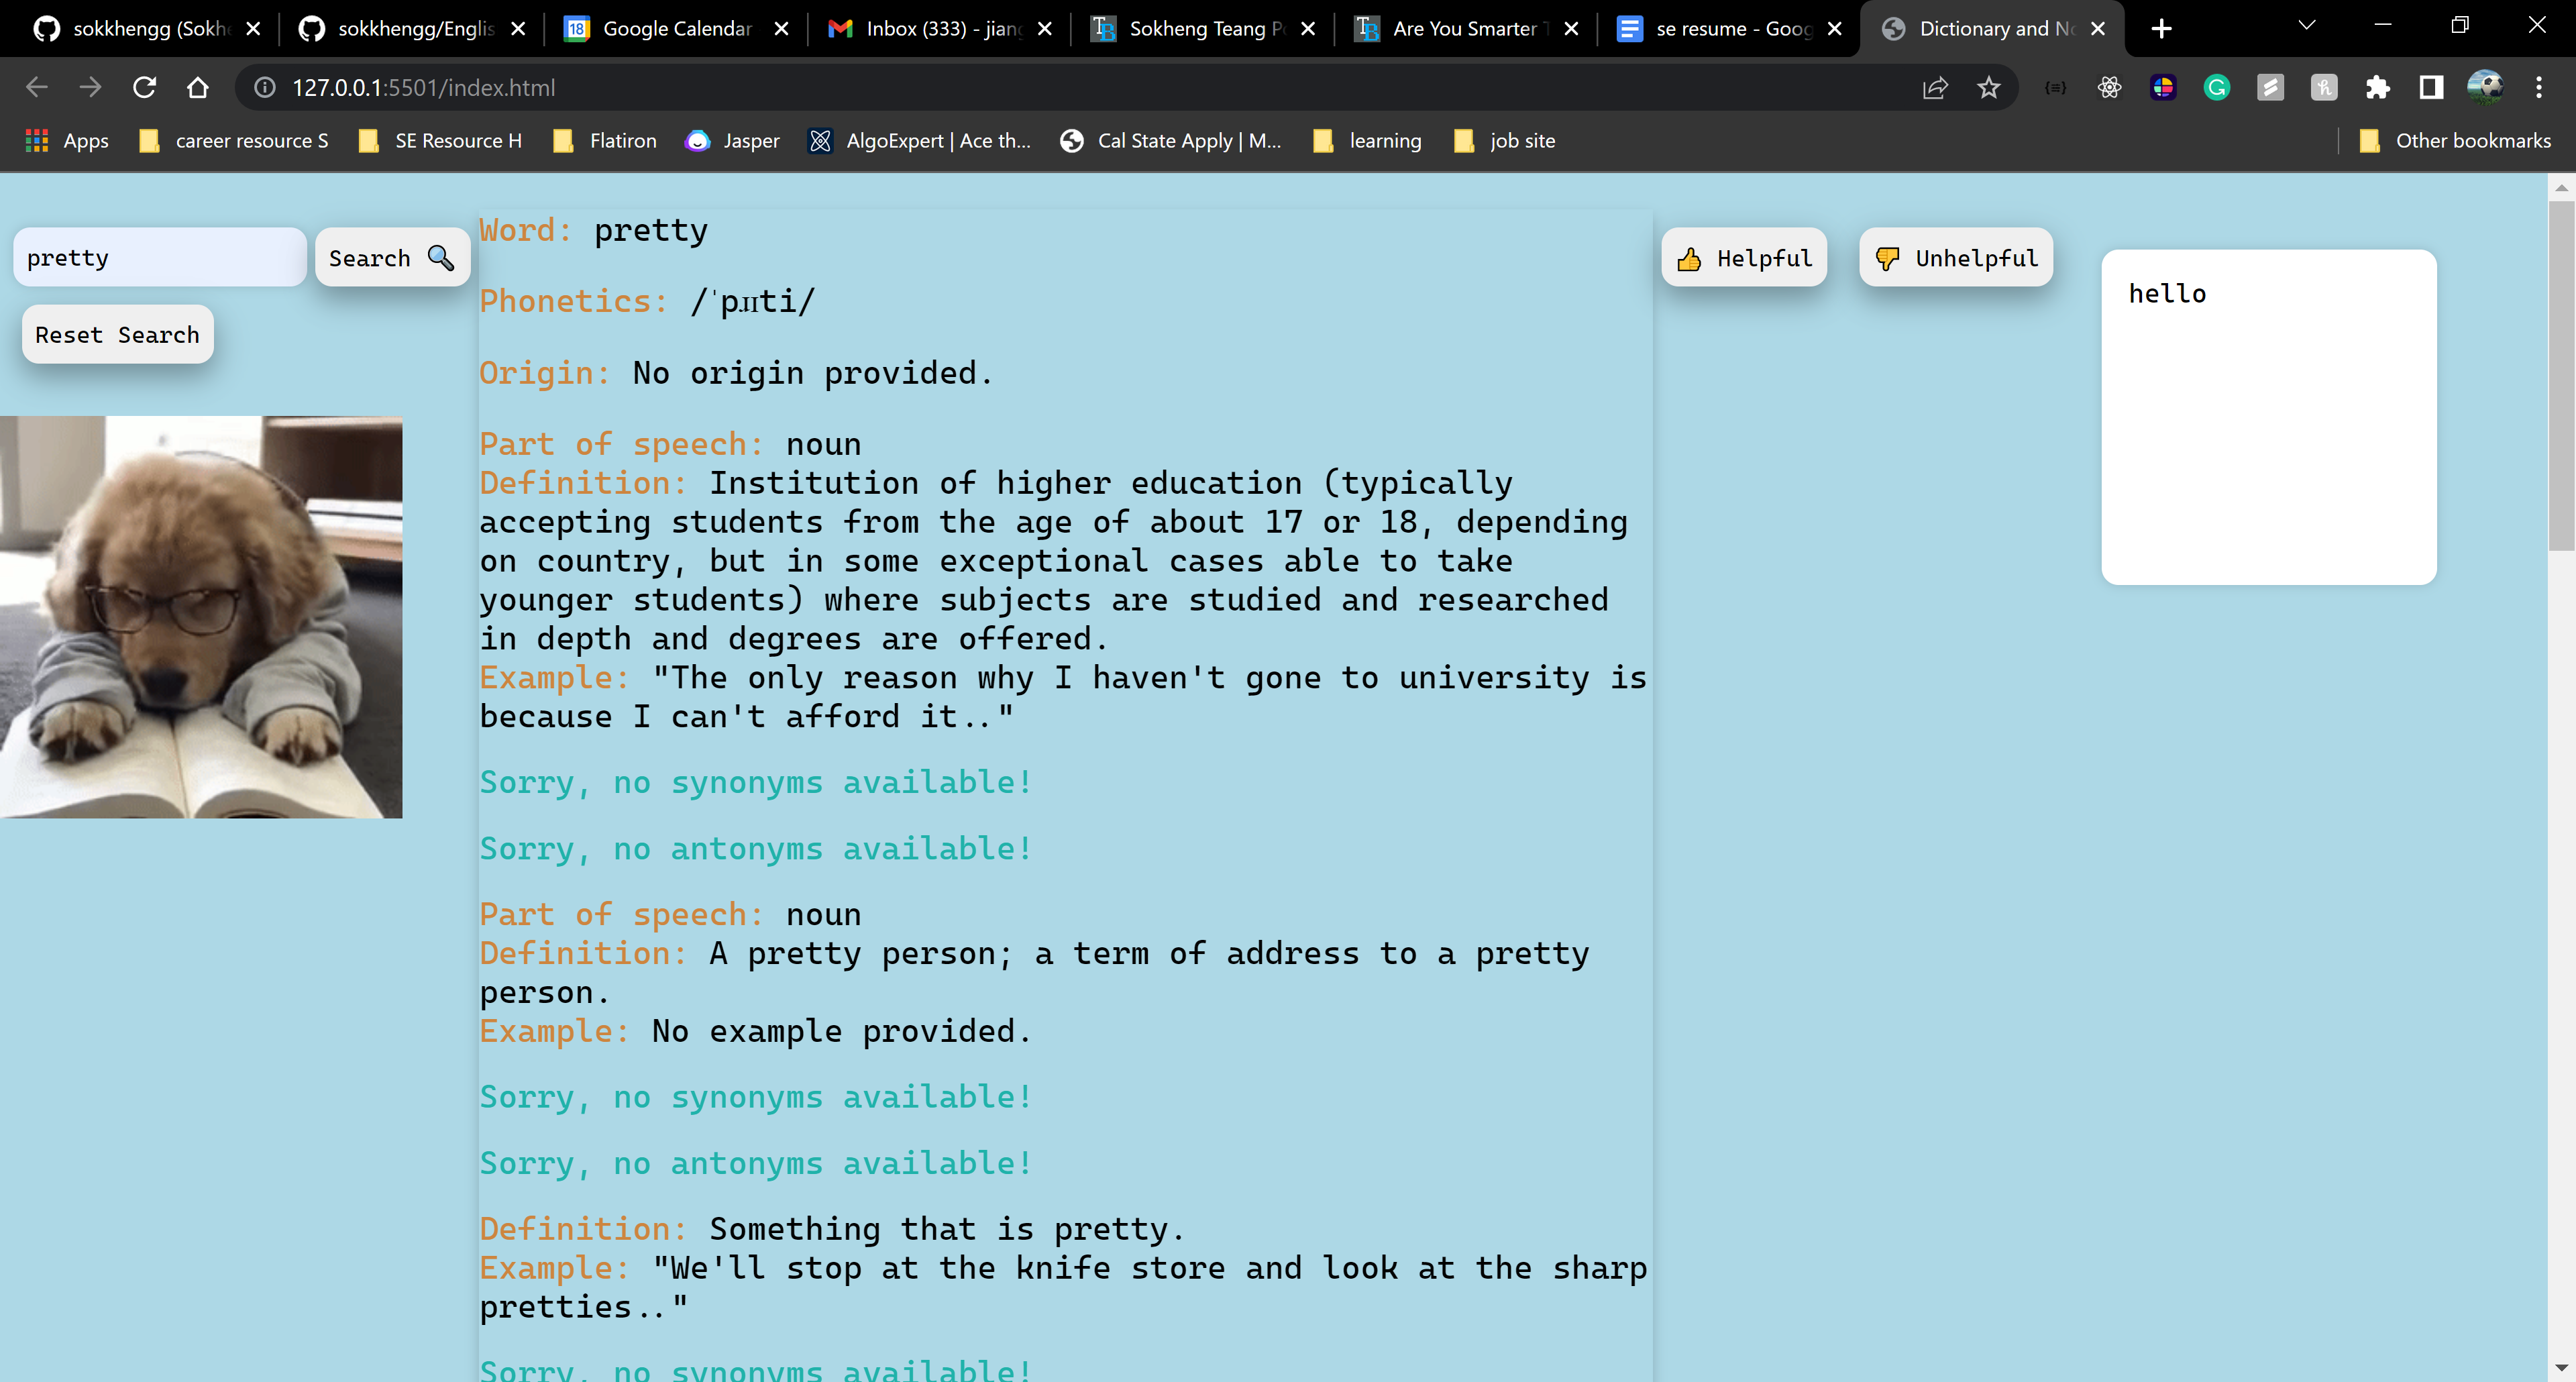 sokkhengg (Sokhe
sokkhengg/Englis
Google Calendar
Inbox (333) - jiang
Sokheng Teang Po
Are You Smarter T
se resume - Goog
Dictionary and No
127.0.0.1:5501/index.html
Apps
career resource S
SE Resource H
Flatiron
Jasper
AlgoExpert | Ace th...
Cal State Apply | M...
learning
job site
Other bookmarks
pretty
Search
Reset Search
Word: pretty
Phonetics: /ˈpɹɪti/
Origin: No origin provided.
Part of speech: noun
Definition: Institution of higher education (typically
accepting students from the age of about 17 or 18, depending
on country, but in some exceptional cases able to take
younger students) where subjects are studied and researched
in depth and degrees are offered.
Example: "The only reason why I haven't gone to university is
because I can't afford it.."
Sorry, no synonyms available!
Sorry, no antonyms available!
Part of speech: noun
Definition: A pretty person; a term of address to a pretty
person.
Example: No example provided.
Sorry, no synonyms available!
Sorry, no antonyms available!
Definition: Something that is pretty.
Example: "We'll stop at the knife store and look at the sharp
pretties.."
Sorry, no synonyms available!
👍 Helpful
👎 Unhelpful
hello